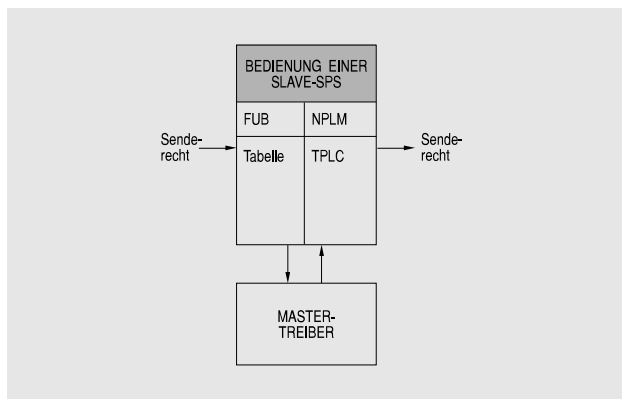 BEDIENUNG EINER
SLAVE-SPS
FUB NPLM
Sende-
recht
Tabelle TPLC
Sende-
recht
MASTER-
TREIBER